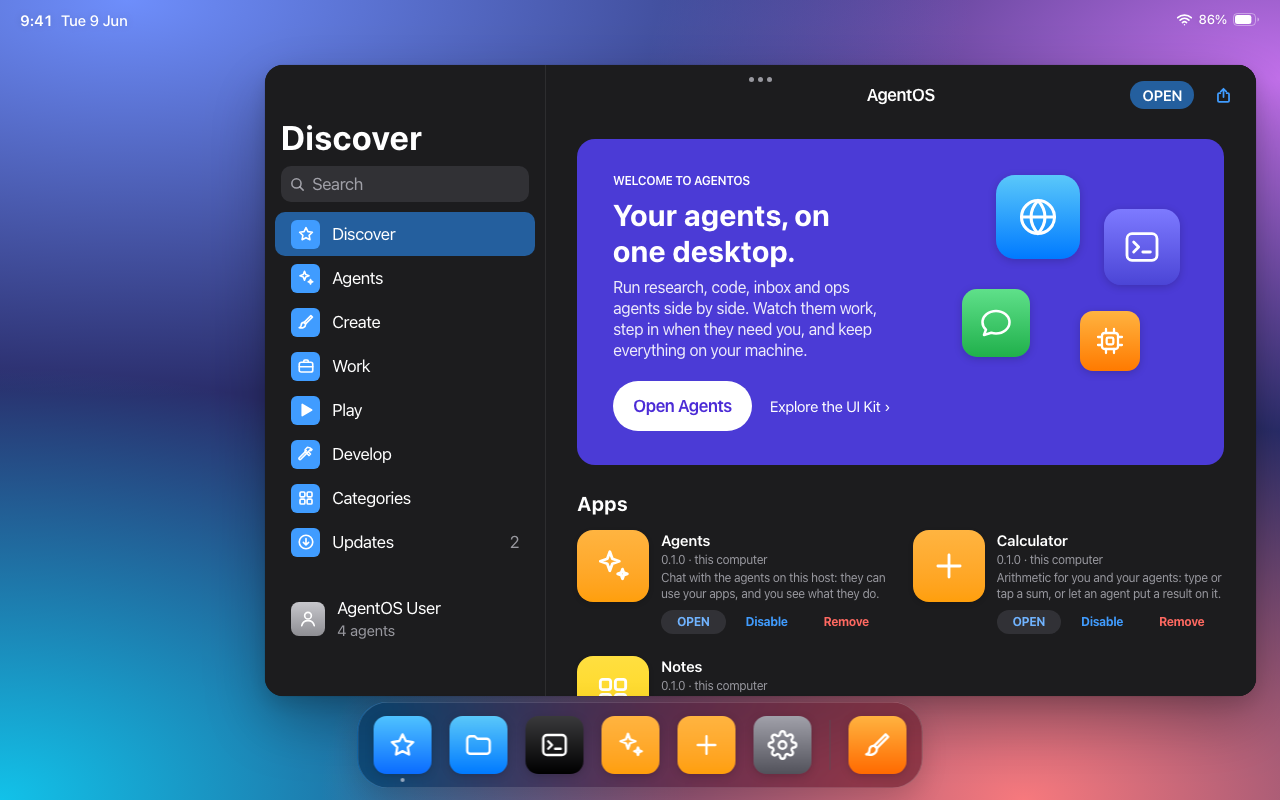 9:41 Tue 9 Jun
86%
AgentOS
OPEN
Discover
Search
Discover
Agents
Create
Work
Play
Develop
Categories
Updates 2
AgentOS User
4 agents
WELCOME TO AGENTOS
Your agents, on
one desktop.
Run research, code, inbox and ops
agents side by side. Watch them work,
step in when they need you, and keep
everything on your machine.
Open Agents
Explore the UI Kit ›
Apps
Agents
0.1.0 · this computer
Chat with the agents on this host: they can
use your apps, and you see what they do.
OPEN Disable Remove
Calculator
0.1.0 · this computer
Arithmetic for you and your agents: type or
tap a sum, or let an agent put a result on it.
OPEN Disable Remove
Notes
0.1.0 · this computer